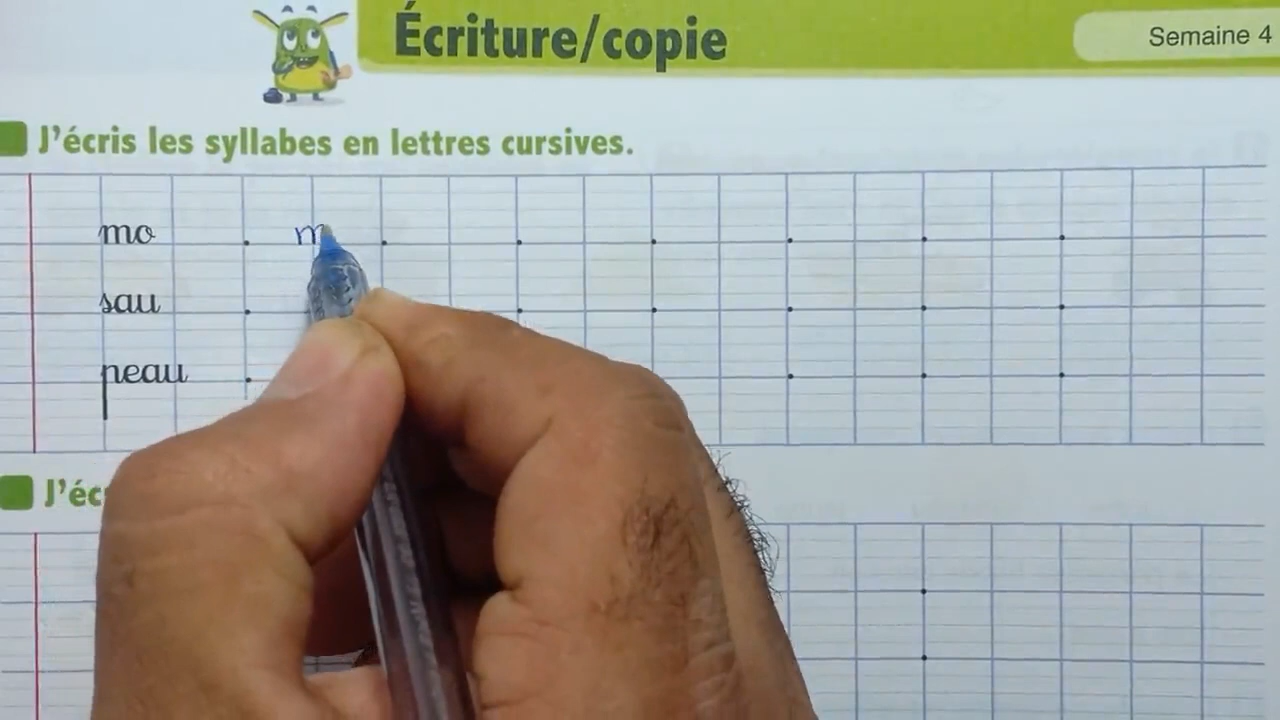 Écriture/copie
Semaine 4
J'écris les syllabes en lettres cursives.
mo m
sau
peau
J'éc